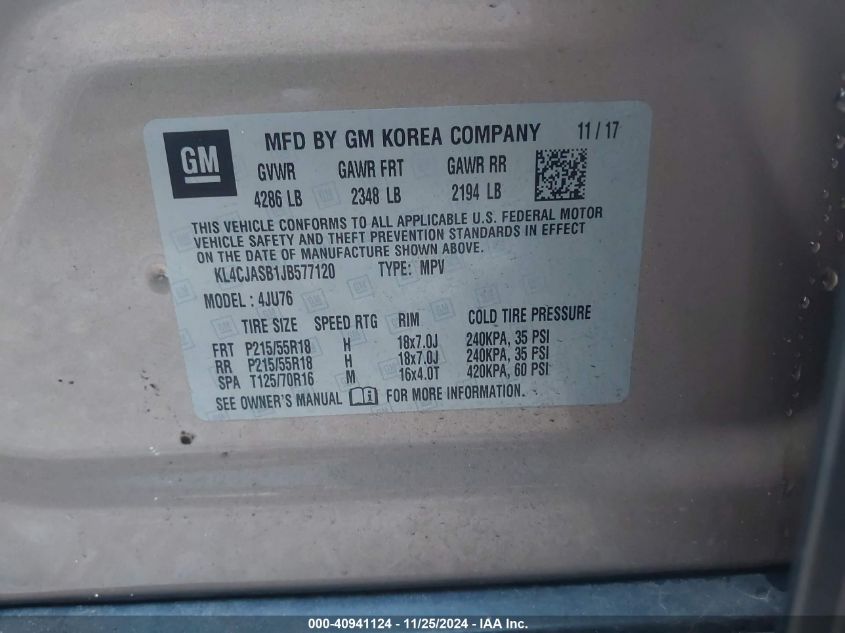 GM
MFD BY GM KOREA COMPANY 11 / 17
GVWR GAWR FRT GAWR RR
4286 LB 2348 LB 2194 LB
THIS VEHICLE CONFORMS TO ALL APPLICABLE U.S. FEDERAL MOTOR
VEHICLE SAFETY AND THEFT PREVENTION STANDARDS IN EFFECT
ON THE DATE OF MANUFACTURE SHOWN ABOVE.
KL4CJASB1JB577120 TYPE: MPV
MODEL : 4JU76
TIRE SIZE SPEED RTG RIM COLD TIRE PRESSURE
FRT P215/55R18 H 18x7.0J 240KPA, 35 PSI
RR P215/55R18 H 18x7.0J 240KPA, 35 PSI
SPA T125/70R16 M 16x4.0T 420KPA, 60 PSI
SEE OWNER'S MANUAL FOR MORE INFORMATION.
000-40941124 - 11/25/2024 - IAA Inc.